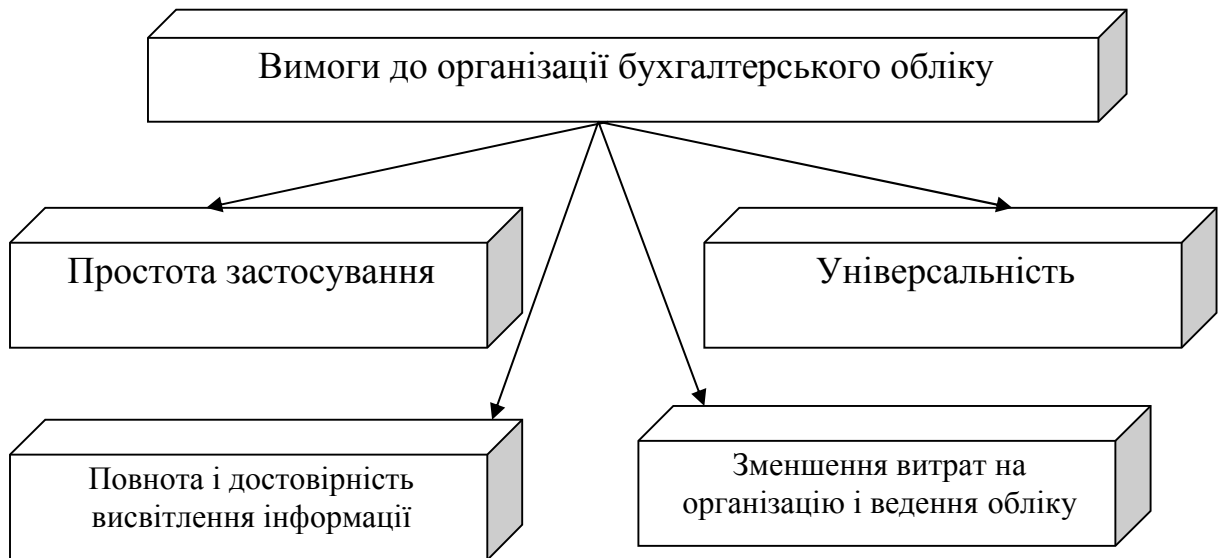 Вимоги до організації бухгалтерського обліку
Простота застосування
Універсальність
Повнота і достовірність
висвітлення інформації
Зменшення витрат на
організацію і ведення обліку